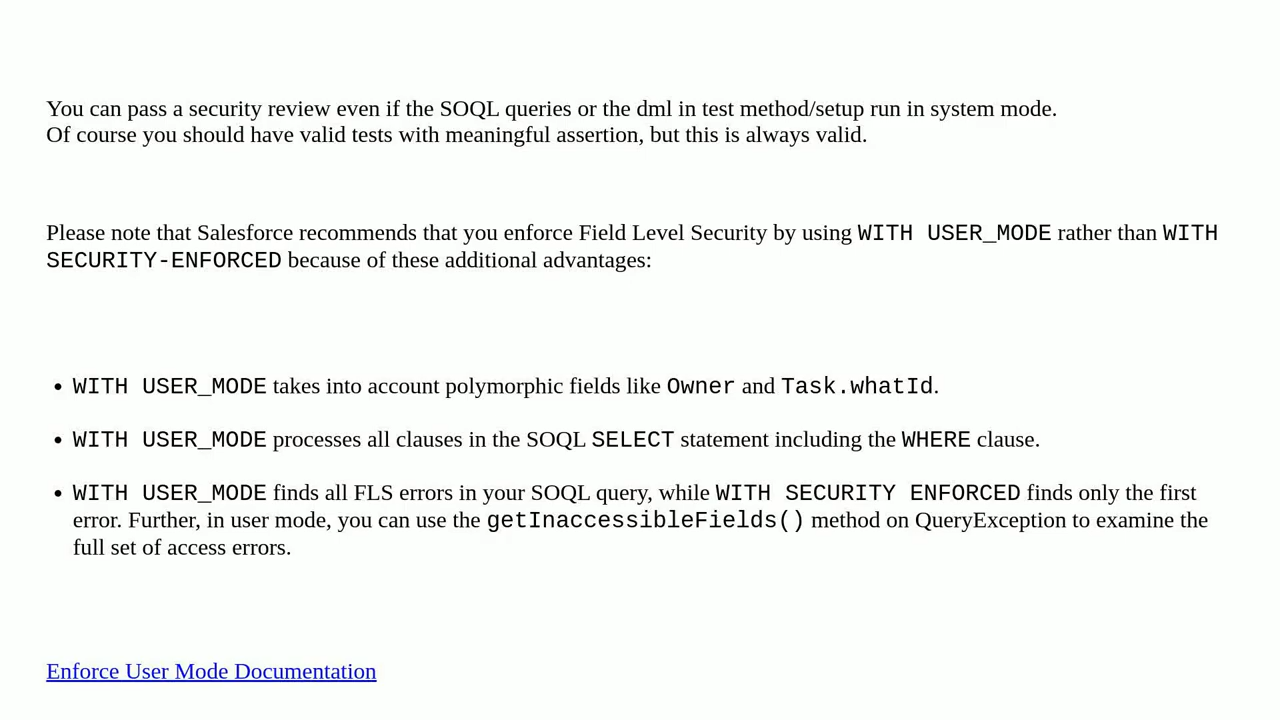 You can pass a security review even if the SOQL queries or the dml in test method/setup run in system mode.
Of course you should have valid tests with meaningful assertion, but this is always valid.
Please note that Salesforce recommends that you enforce Field Level Security by using WITH USER_MODE rather than WITH
SECURITY-ENFORCED because of these additional advantages:
• WITH USER_MODE takes into account polymorphic fields like Owner and Task.whatId.
• WITH USER_MODE processes all clauses in the SOQL SELECT statement including the WHERE clause.
• WITH USER_MODE finds all FLS errors in your SOQL query, while WITH SECURITY ENFORCED finds only the first
error. Further, in user mode, you can use the getInaccessibleFields() method on QueryException to examine the
full set of access errors.
Enforce User Mode Documentation